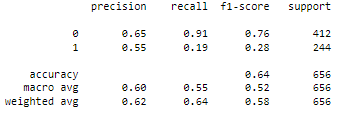 precision recall f1-score support
0 0.65 0.91 0.76 412
1 0.55 0.19 0.28 244
accuracy 0.64 656
macro avg 0.60 0.55 0.52 656
weighted avg 0.62 0.64 0.58 656